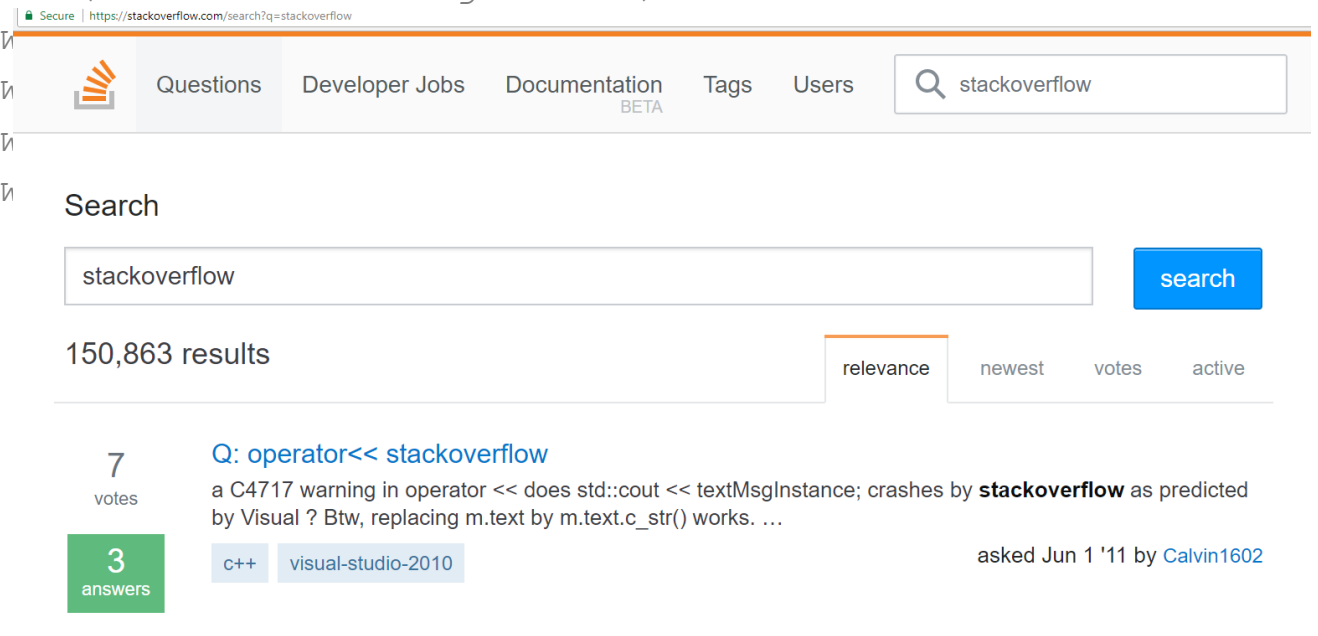 Secure | https://stackoverflow.com/search?q=stackoverflow
Questions Developer Jobs Documentation BETA Tags Users stackoverflow
Search
stackoverflow search
150,863 results
relevance newest votes active
7 votes
Q: operator<< stackoverflow
a C4717 warning in operator << does std::cout << textMsgInstance; crashes by stackoverflow as predicted
by Visual ? Btw, replacing m.text by m.text.c_str() works. …
3 answers
c++ visual-studio-2010
asked Jun 1 '11 by Calvin1602